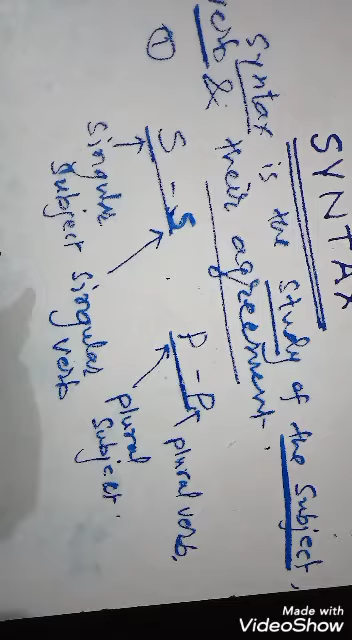 SYNTAX
Syntax is the study of the subject,
verb & their agreement.
① S - S P - P
singular subject
singular verb
plural subject.
plural verb.
Made with
VideoShow